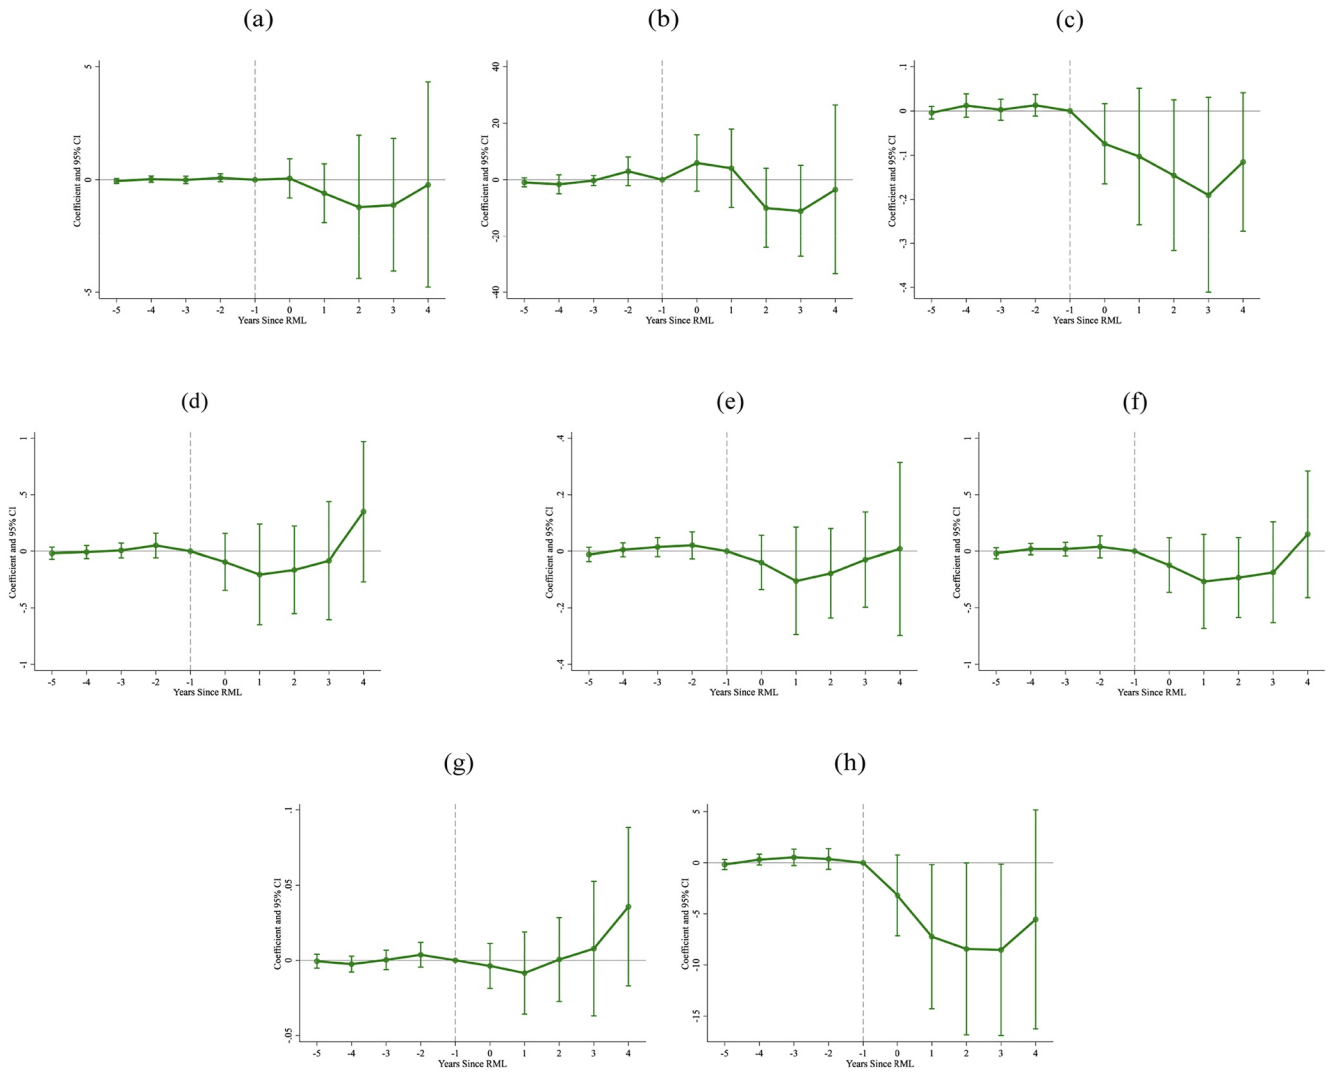 (a)
(b)
(c)
Coefficient and 95% CI
5
0
-5
-5 -4 -3 -2 -1 0 1 2 3 4
Years Since RML
Coefficient and 95% CI
40
20
0
-20
-40
-5 -4 -3 -2 -1 0 1 2 3 4
Years Since RML
Coefficient and 95% CI
.1
0
-.1
-.2
-.3
-.4
-5 -4 -3 -2 -1 0 1 2 3 4
Years Since RML
(d)
(e)
(f)
Coefficient and 95% CI
1
.5
0
-.5
-1
-5 -4 -3 -2 -1 0 1 2 3 4
Years Since RML
Coefficient and 95% CI
.4
.2
0
-.2
-.4
-5 -4 -3 -2 -1 0 1 2 3 4
Years Since RML
Coefficient and 95% CI
1
.5
0
-.5
-1
-5 -4 -3 -2 -1 0 1 2 3 4
Years Since RML
(g)
(h)
Coefficient and 95% CI
.1
.05
0
-.05
-5 -4 -3 -2 -1 0 1 2 3 4
Years Since RML
Coefficient and 95% CI
5
0
-5
-10
-15
-5 -4 -3 -2 -1 0 1 2 3 4
Years Since RML